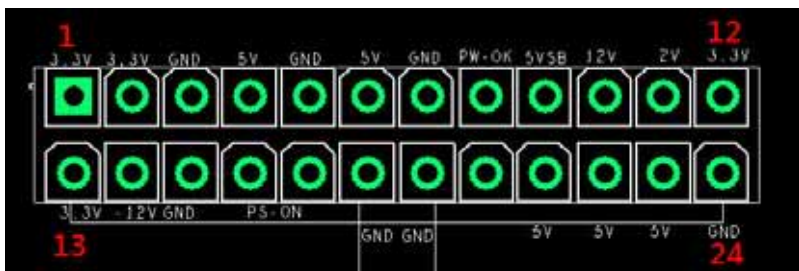 1 12
3.3V 3,3V GND 5V GND 5V GND PW-OK 5VSB 12V 2V 3.3V
3.3V -12V GND PS-ON
GND GND 5V 5V 5V GND
13 24